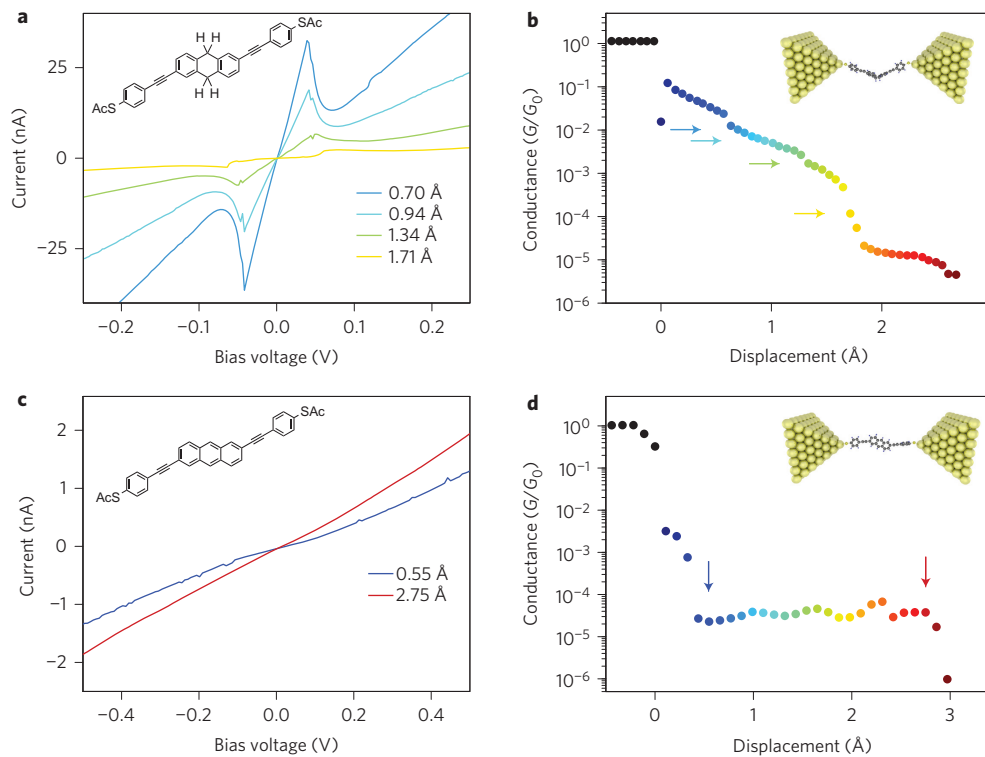 a
25
0
−25
Current (nA)
−0.2
−0.1
0.0
0.1
0.2
Bias voltage (V)
SAc
H H
H H
AcS
0.70 Å
0.94 Å
1.34 Å
1.71 Å
b
10⁰
10⁻¹
10⁻²
10⁻³
10⁻⁴
10⁻⁵
10⁻⁶
Conductance (G/G₀)
0
1
2
Displacement (Å)
c
2
1
0
−1
−2
Current (nA)
−0.4
−0.2
0.0
0.2
0.4
Bias voltage (V)
SAc
AcS
0.55 Å
2.75 Å
d
10⁰
10⁻¹
10⁻²
10⁻³
10⁻⁴
10⁻⁵
10⁻⁶
Conductance (G/G₀)
0
1
2
3
Displacement (Å)